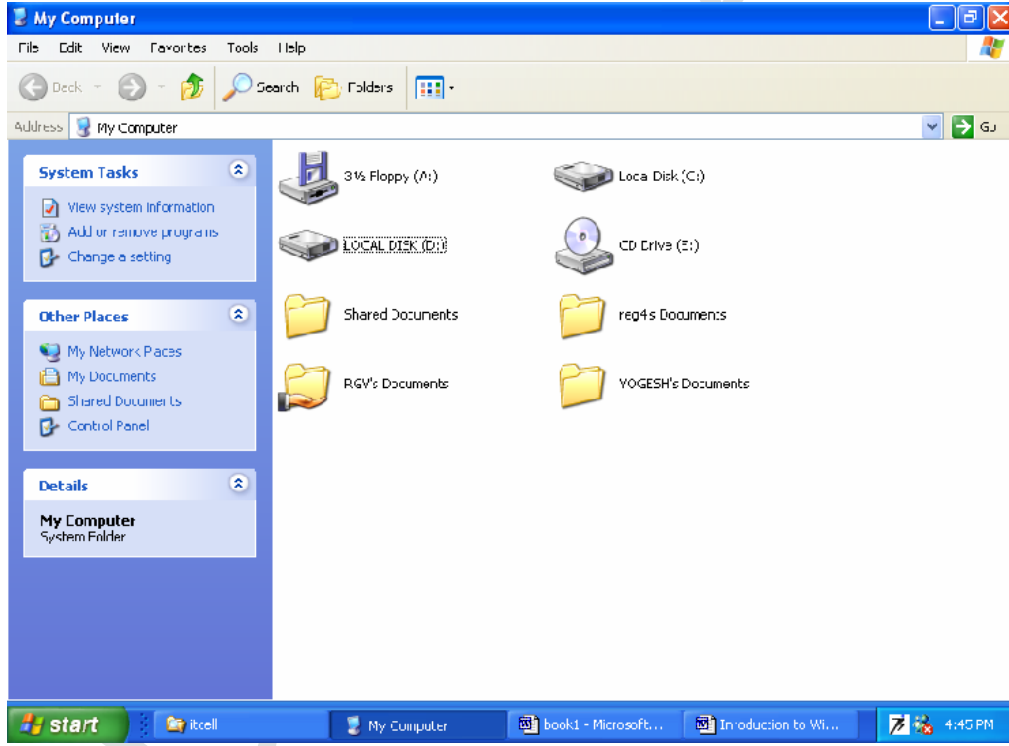 My Computer
File Edit View Favorites Tools Help
Back Search Folders
Address My Computer Go
System Tasks
View system information
Add or remove programs
Change a setting
Other Places
My Network Places
My Documents
Shared Documents
Control Panel
Details
My Computer
System Folder
3½ Floppy (A:)
Local Disk (C:)
LOCAL DISK (D:)
CD Drive (E:)
Shared Documents
reg4s Documents
RGV's Documents
YOGESH's Documents
start itcell My Computer book1 - Microsoft... Introduction to Wi... 4:45 PM